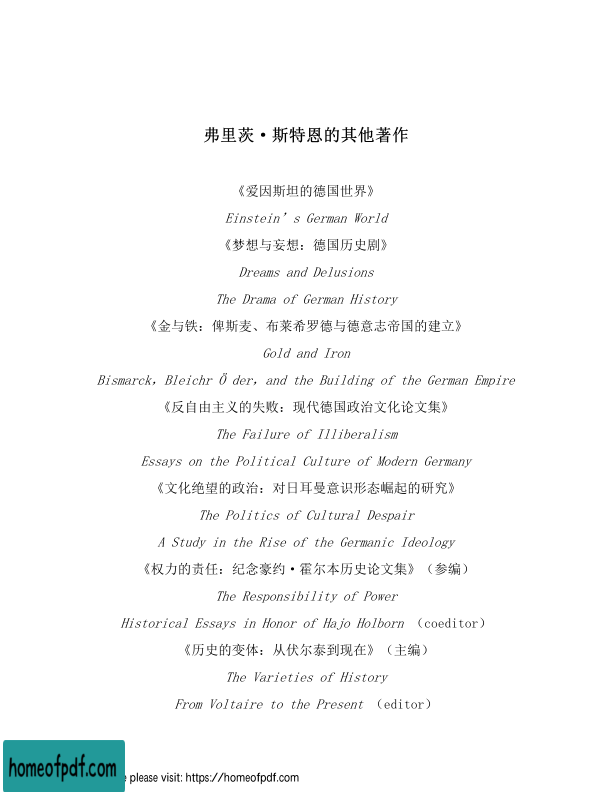 弗里茨·斯特恩的其他著作
《爱因斯坦的德国世界》
Einstein’s German World
《梦想与妄想：德国历史剧》
Dreams and Delusions
The Drama of German History
《金与铁：俾斯麦、布莱希罗德与德意志帝国的建立》
Gold and Iron
Bismarck，Bleichr Ö der，and the Building of the German Empire
《反自由主义的失败：现代德国政治文化论文集》
The Failure of Illiberalism
Essays on the Political Culture of Modern Germany
《文化绝望的政治：对日耳曼意识形态崛起的研究》
The Politics of Cultural Despair
A Study in the Rise of the Germanic Ideology
《权力的责任：纪念豪约·霍尔本历史论文集》（参编）
The Responsibility of Power
Historical Essays in Honor of Hajo Holborn （coeditor）
《历史的变体：从伏尔泰到现在》（主编）
The Varieties of History
From Voltaire to the Present （editor）
homeofpdf.com
please visit: https://homeofpdf.com